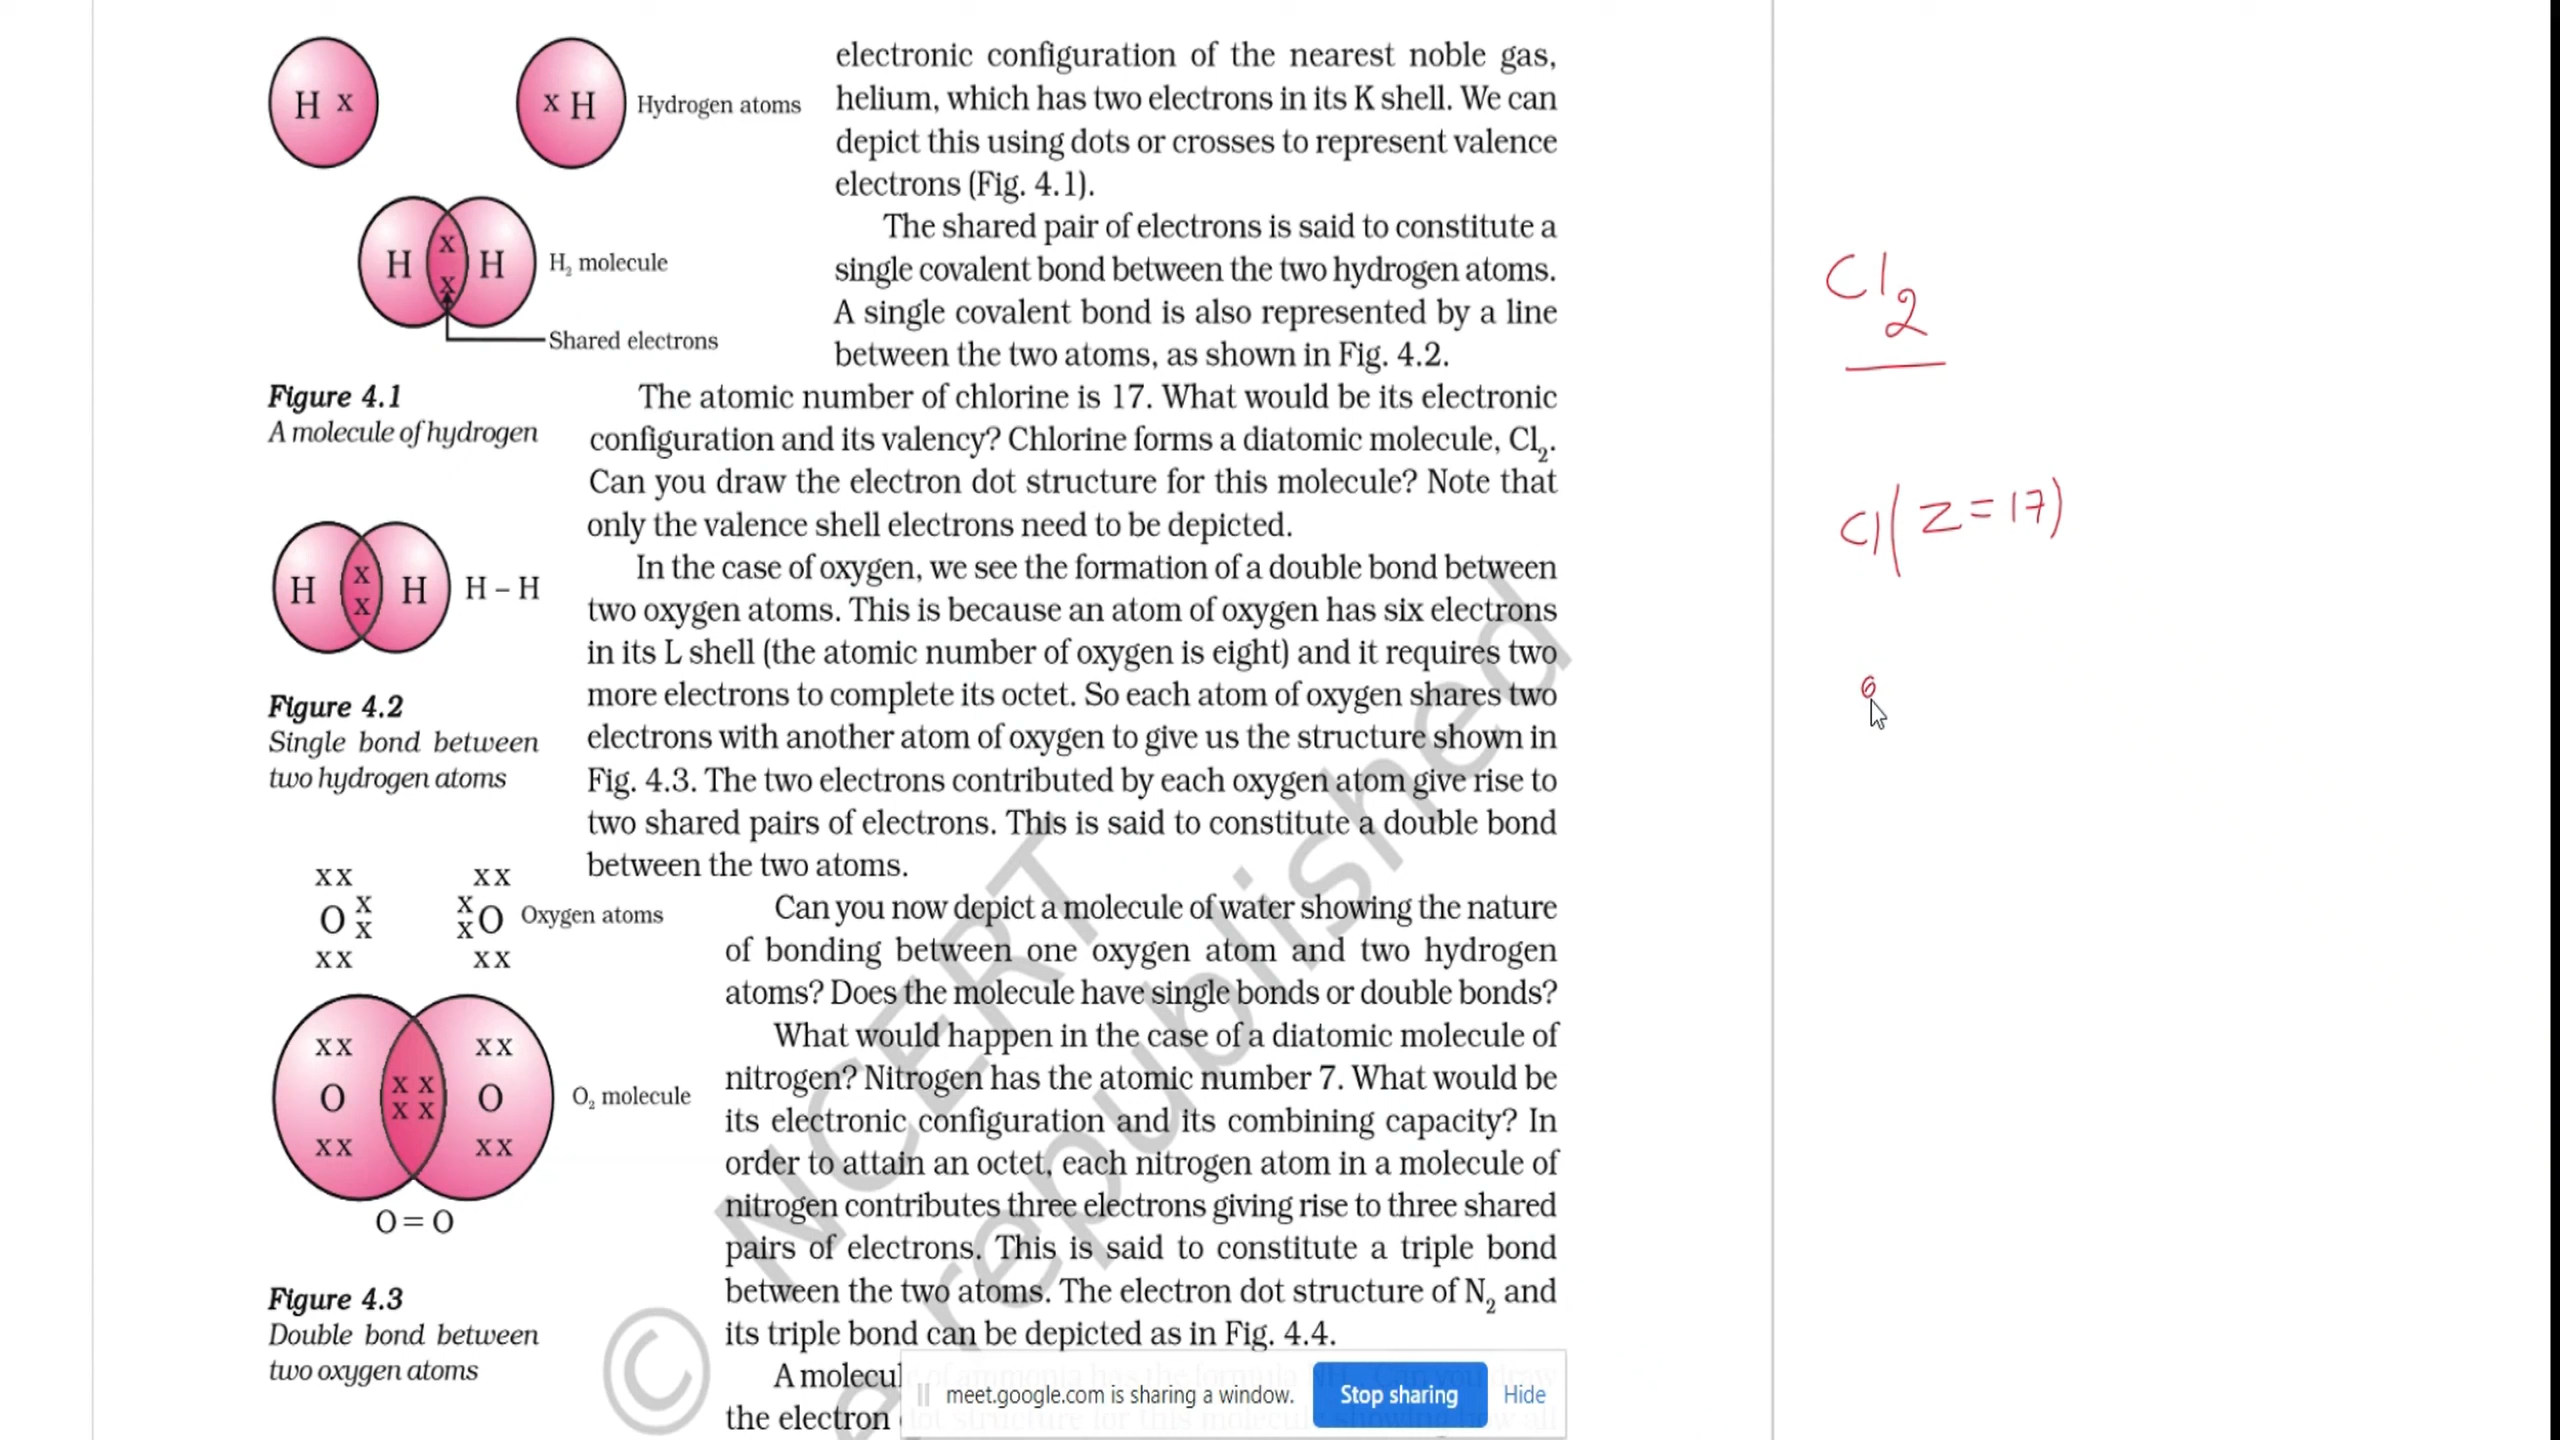 H x
x H
Hydrogen atoms
H x x H
H₂ molecule
Shared electrons
Figure 4.1
A molecule of hydrogen
electronic configuration of the nearest noble gas,
helium, which has two electrons in its K shell. We can
depict this using dots or crosses to represent valence
electrons (Fig. 4.1).
The shared pair of electrons is said to constitute a
single covalent bond between the two hydrogen atoms.
A single covalent bond is also represented by a line
between the two atoms, as shown in Fig. 4.2.
The atomic number of chlorine is 17. What would be its electronic
configuration and its valency? Chlorine forms a diatomic molecule, Cl₂.
Can you draw the electron dot structure for this molecule? Note that
only the valence shell electrons need to be depicted.
H x x H H – H
Figure 4.2
Single bond between
two hydrogen atoms
In the case of oxygen, we see the formation of a double bond between
two oxygen atoms. This is because an atom of oxygen has six electrons
in its L shell (the atomic number of oxygen is eight) and it requires two
more electrons to complete its octet. So each atom of oxygen shares two
electrons with another atom of oxygen to give us the structure shown in
Fig. 4.3. The two electrons contributed by each oxygen atom give rise to
two shared pairs of electrons. This is said to constitute a double bond
between the two atoms.
xx xx
O x x x x O Oxygen atoms
xx xx
xx xx
O x x x x O
O₂ molecule
xx xx
O = O
Figure 4.3
Double bond between
two oxygen atoms
Can you now depict a molecule of water showing the nature
of bonding between one oxygen atom and two hydrogen
atoms? Does the molecule have single bonds or double bonds?
What would happen in the case of a diatomic molecule of
nitrogen? Nitrogen has the atomic number 7. What would be
its electronic configuration and its combining capacity? In
order to attain an octet, each nitrogen atom in a molecule of
nitrogen contributes three electrons giving rise to three shared
pairs of electrons. This is said to constitute a triple bond
between the two atoms. The electron dot structure of N₂ and
its triple bond can be depicted as in Fig. 4.4.
A molecul
the electron
© NCERT
republished
meet.google.com is sharing a window.
Stop sharing
Hide
Cl₂
Cl(Z=17)